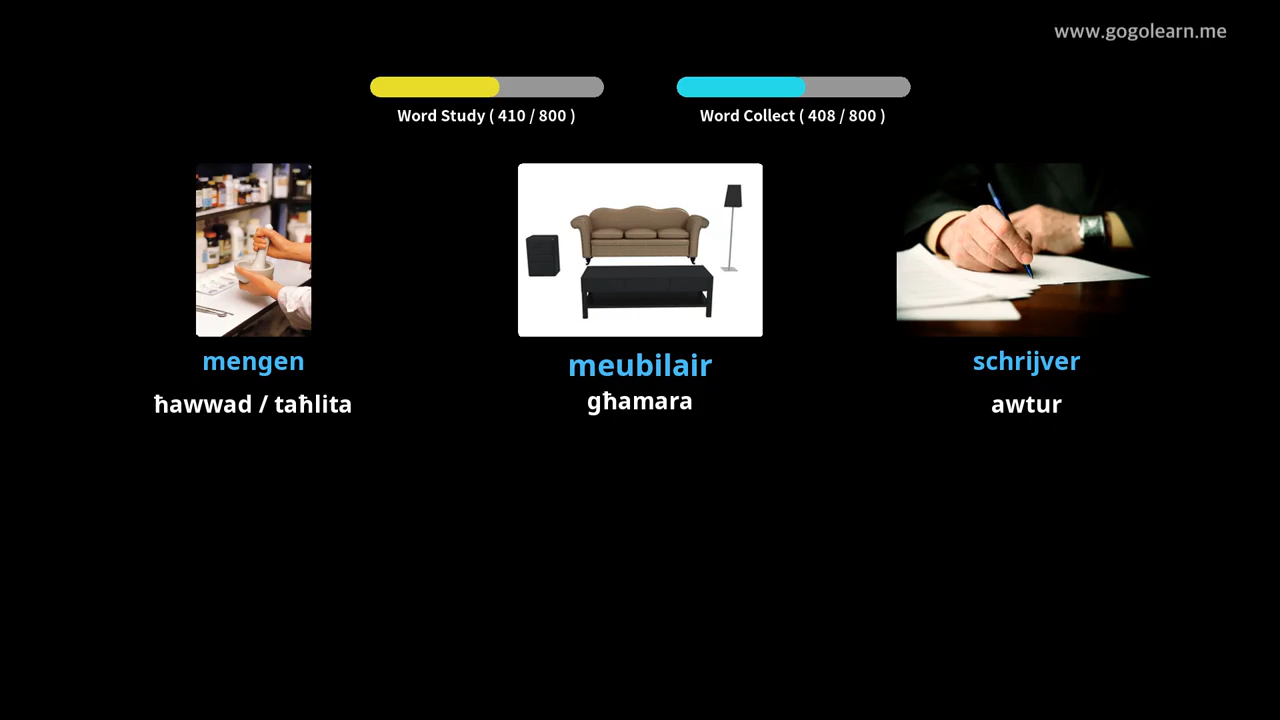 www.gogolearn.me
Word Study ( 410 / 800 )
Word Collect ( 408 / 800 )
mengen
ħawwad / taħlita
meubilair
għamara
schrijver
awtur